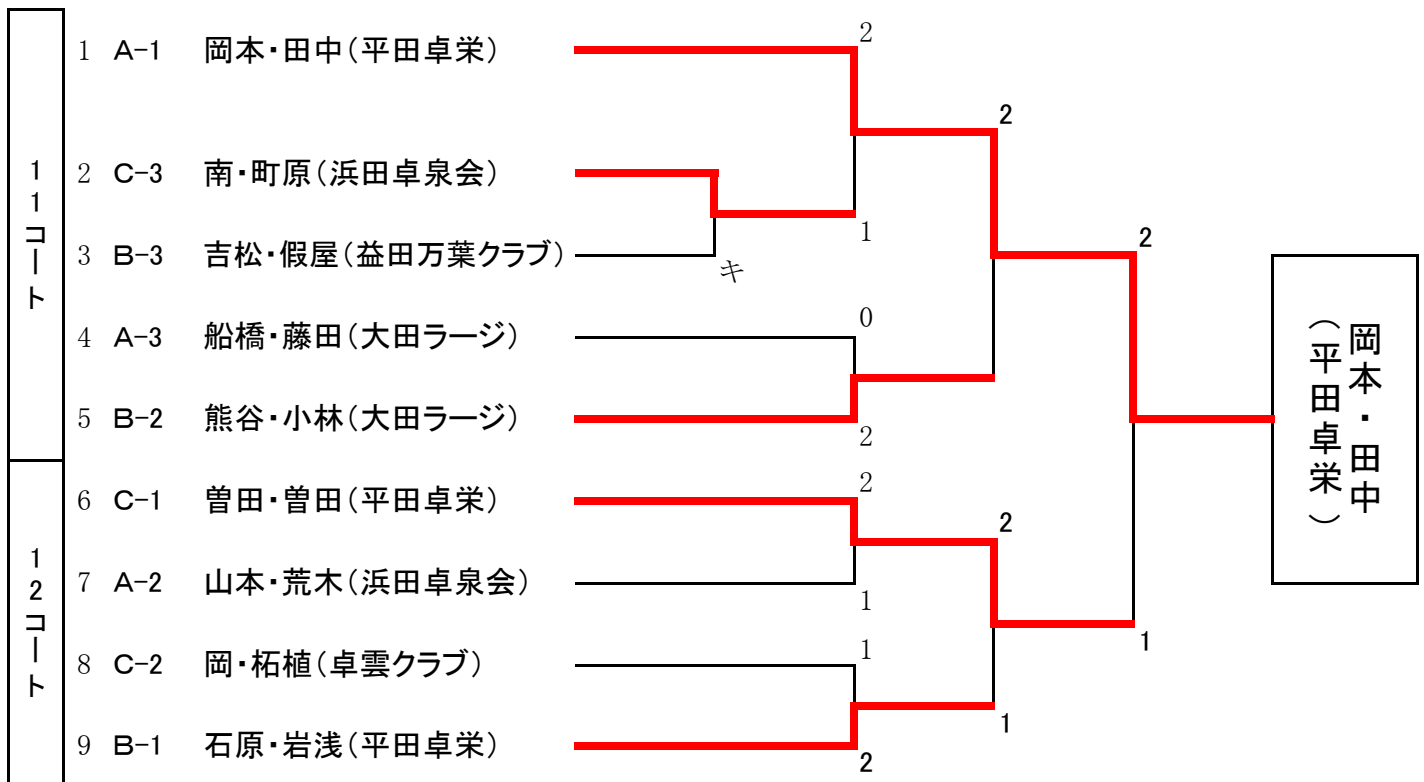 11コート
1 A-1 岡本・田中(平田卓栄) 2
2
2 C-3 南・町原(浜田卓泉会)
1
3 B-3 吉松・假屋(益田万葉クラブ) キ
2
4 A-3 船橋・藤田(大田ラージ) 0
5 B-2 熊谷・小林(大田ラージ) 2
岡本・田中
(平田卓栄)
12コート
6 C-1 曽田・曽田(平田卓栄) 2
2
7 A-2 山本・荒木(浜田卓泉会) 1
1
8 C-2 岡・柘植(卓雲クラブ) 1
1
9 B-1 石原・岩浅(平田卓栄) 2